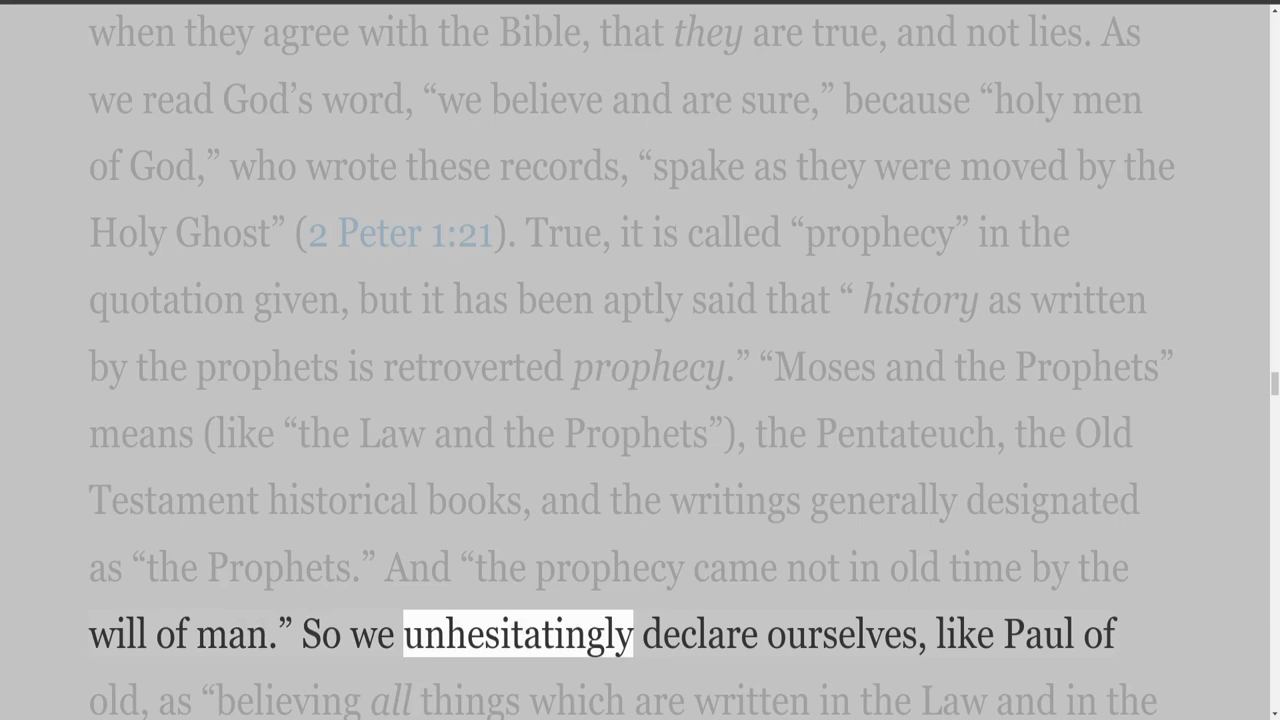 when they agree with the Bible, that they are true, and not lies. As
we read God’s word, “we believe and are sure,” because “holy men
of God,” who wrote these records, “spake as they were moved by the
Holy Ghost” (2 Peter 1:21). True, it is called “prophecy” in the
quotation given, but it has been aptly said that “ history as written
by the prophets is retroverted prophecy.” “Moses and the Prophets”
means (like “the Law and the Prophets”), the Pentateuch, the Old
Testament historical books, and the writings generally designated
as “the Prophets.” And “the prophecy came not in old time by the
will of man.” So we unhesitatingly declare ourselves, like Paul of
old, as “believing all things which are written in the Law and in the